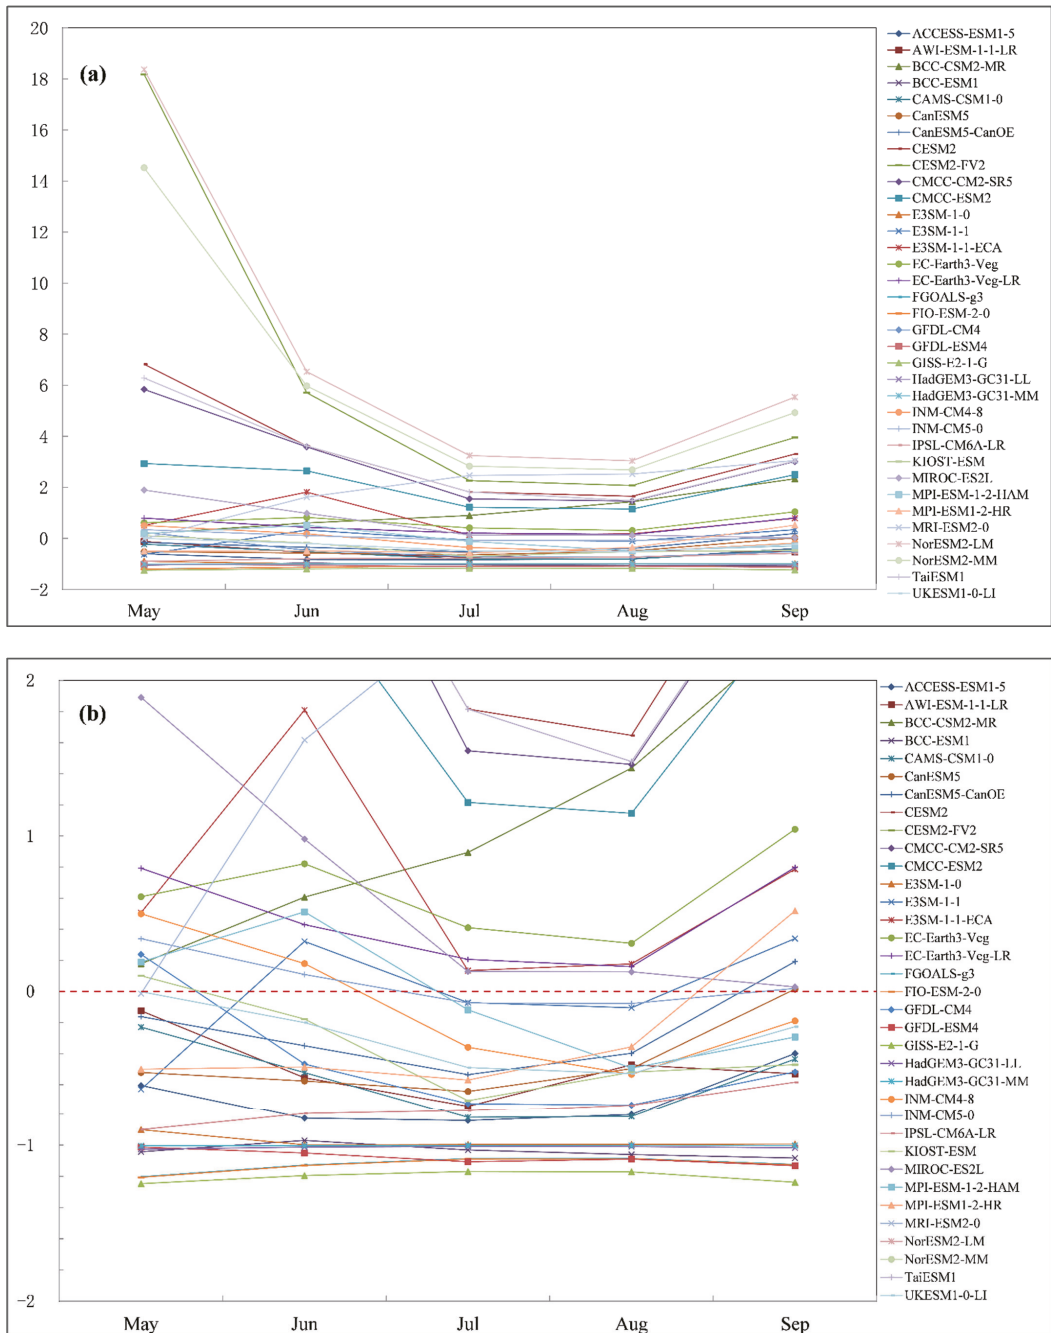 20
18
16
14
12
10
8
6
4
2
0
-2
(a)
May
Jun
Jul
Aug
Sep
ACCESS-ESM1-5
AWI-ESM-1-1-LR
BCC-CSM2-MR
BCC-ESM1
CAMS-CSM1-0
CanESM5
CanESM5-CanOE
CESM2
CESM2-FV2
CMCC-CM2-SR5
CMCC-ESM2
E3SM-1-0
E3SM-1-1
E3SM-1-1-ECA
EC-Earth3-Veg
EC-Earth3-Veg-LR
FGOALS-g3
FIO-ESM-2-0
GFDL-CM4
GFDL-ESM4
GISS-E2-1-G
HadGEM3-GC31-LL
HadGEM3-GC31-MM
INM-CM4-8
INM-CM5-0
IPSL-CM6A-LR
KIOST-ESM
MIROC-ES2L
MPI-ESM-1-2-HAM
MPI-ESM1-2-HR
MRI-ESM2-0
NorESM2-LM
NorESM2-MM
TaiESM1
UKESM1-0-LI
2
1
0
-1
-2
(b)
May
Jun
Jul
Aug
Sep
ACCESS-ESM1-5
AWI-ESM-1-1-LR
BCC-CSM2-MR
BCC-ESM1
CAMS-CSM1-0
CanESM5
CanESM5-CanOE
CESM2
CESM2-FV2
CMCC-CM2-SR5
CMCC-ESM2
E3SM-1-0
E3SM-1-1
E3SM-1-1-ECA
EC-Earth3-Veg
EC-Earth3-Veg-LR
FGOALS-g3
FIO-ESM-2-0
GFDL-CM4
GFDL-ESM4
GISS-E2-1-G
HadGEM3-GC31-LL
HadGEM3-GC31-MM
INM-CM4-8
INM-CM5-0
IPSL-CM6A-LR
KIOST-ESM
MIROC-ES2L
MPI-ESM-1-2-HAM
MPI-ESM1-2-HR
MRI-ESM2-0
NorESM2-LM
NorESM2-MM
TaiESM1
UKESM1-0-LI